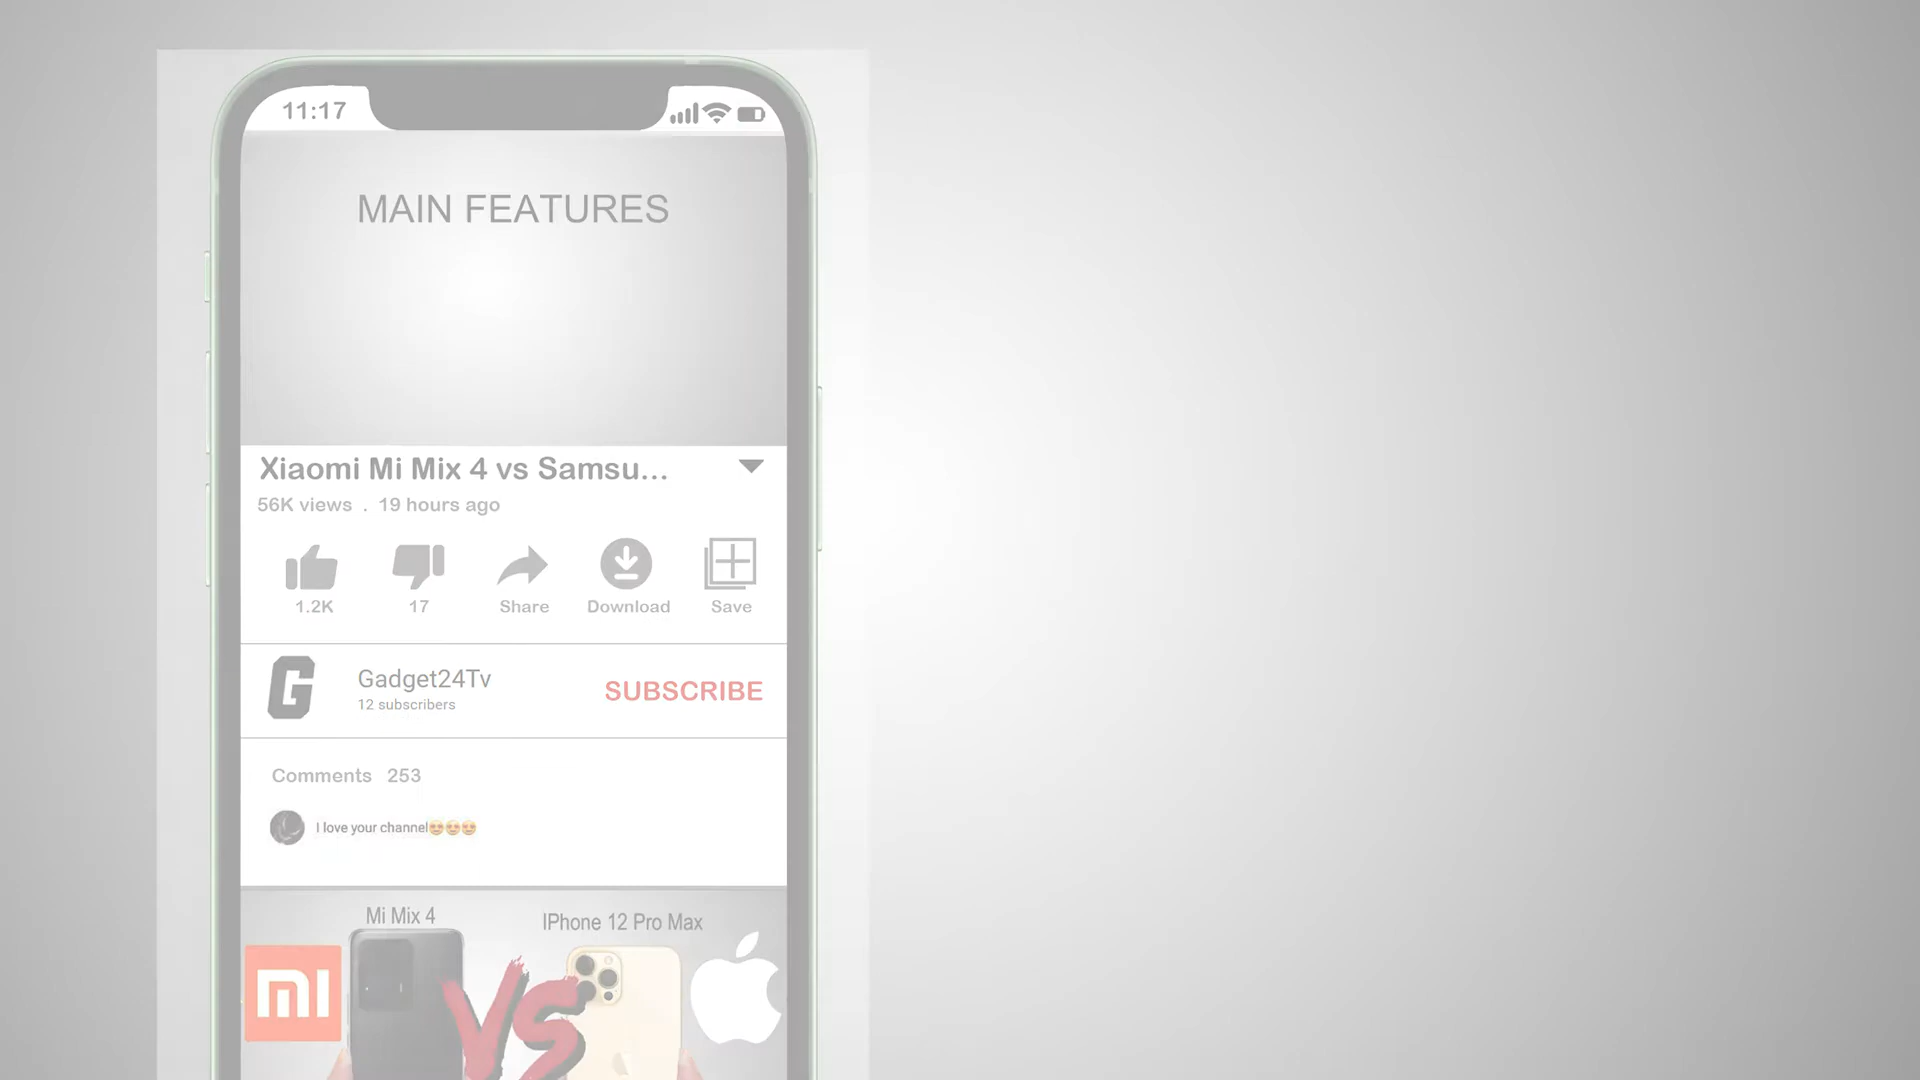 11:17
MAIN FEATURES
Xiaomi Mi Mix 4 vs Samsu...
56K views . 19 hours ago
1.2K
17
Share
Download
Save
G
Gadget24Tv
12 subscribers
SUBSCRIBE
Comments 253
I love your channel😍😍😍
Mi Mix 4
IPhone 12 Pro Max
mi
VS